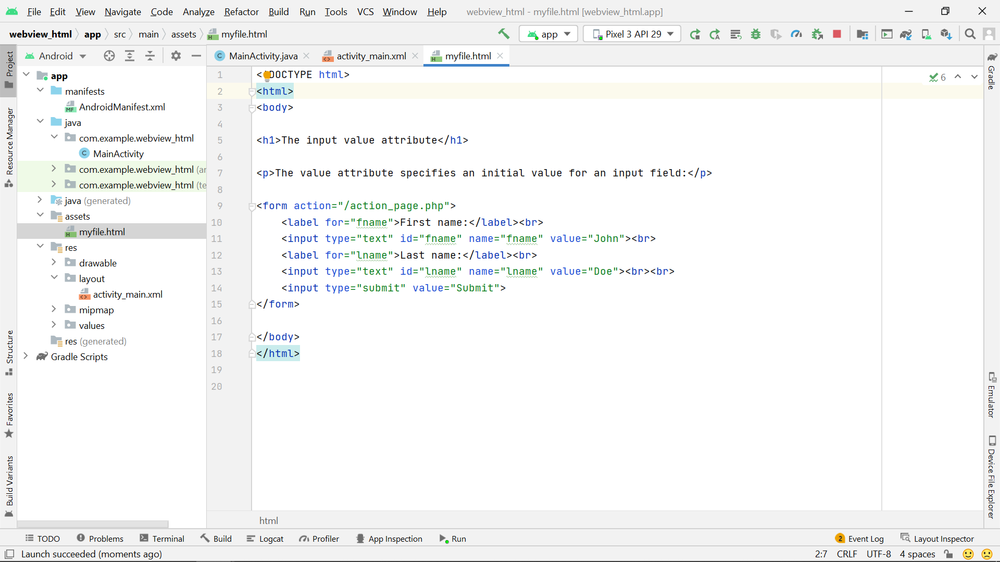 File Edit View Navigate Code Analyze Refactor Build Run Tools VCS Window Help webview_html - myfile.html [webview_html.app]
webview_html app src main assets myfile.html app Pixel 3 API 29
Android MainActivity.java activity_main.xml myfile.html
Project
Resource Manager
Structure
Favorites
Build Variants
app
manifests
AndroidManifest.xml
java
com.example.webview_html
MainActivity
com.example.webview_html (ar
com.example.webview_html (te
java (generated)
assets
myfile.html
res
drawable
layout
activity_main.xml
mipmap
values
res (generated)
Gradle Scripts
6
1 <!DOCTYPE html>
2 <html>
3 <body>
4
5 <h1>The input value attribute</h1>
6
7 <p>The value attribute specifies an initial value for an input field:</p>
8
9 <form action="/action_page.php">
10 <label for="fname">First name:</label><br>
11 <input type="text" id="fname" name="fname" value="John"><br>
12 <label for="lname">Last name:</label><br>
13 <input type="text" id="lname" name="lname" value="Doe"><br><br>
14 <input type="submit" value="Submit">
15 </form>
16
17 </body>
18 </html>
19
20
html
Gradle
Emulator
Device File Explorer
TODO Problems Terminal Build Logcat Profiler App Inspection Run 2 Event Log Layout Inspector
Launch succeeded (moments ago) 2:7 CRLF UTF-8 4 spaces